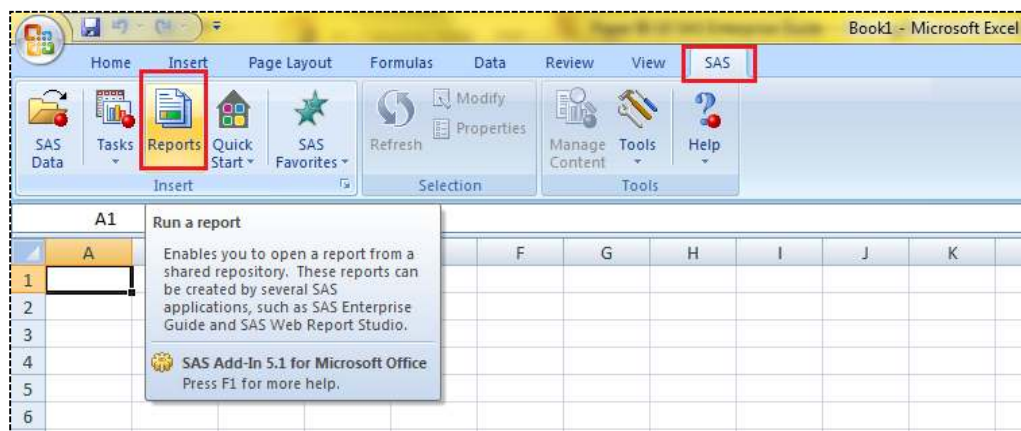 Book1 - Microsoft Excel
Home Insert Page Layout Formulas Data Review View SAS
SAS Data
Tasks
Reports
Quick Start
SAS Favorites
Refresh
Modify
Properties
Manage Content
Tools
Help
Insert
Selection
Tools
A1
Run a report
Enables you to open a report from a
shared repository. These reports can
be created by several SAS
applications, such as SAS Enterprise
Guide and SAS Web Report Studio.
SAS Add-In 5.1 for Microsoft Office
Press F1 for more help.
A F G H I J K
1
2
3
4
5
6